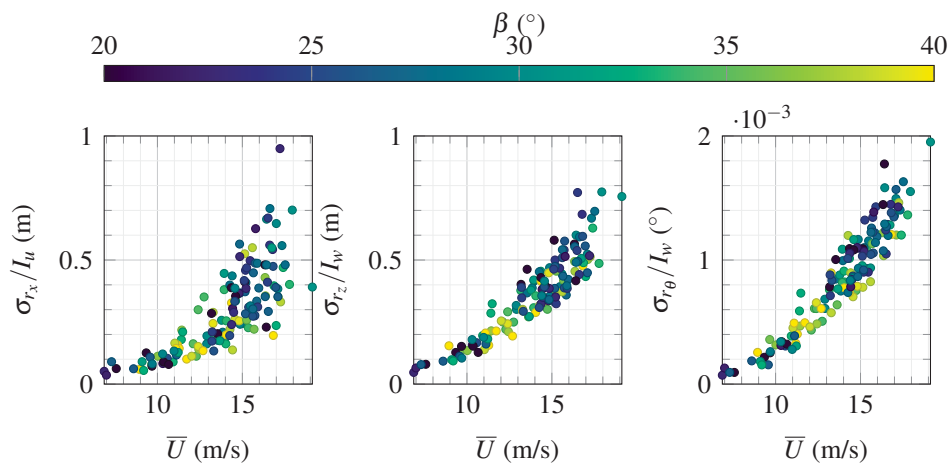 β (°)
20 25 30 35 40
·10⁻³
1 1 2
0.5 0.5 1
0 0 0
σ_{r_x}/I_u (m) σ_{r_z}/I_w (m) σ_{r_θ}/I_w (°)
10 15 10 15 10 15
U̅ (m/s) U̅ (m/s) U̅ (m/s)